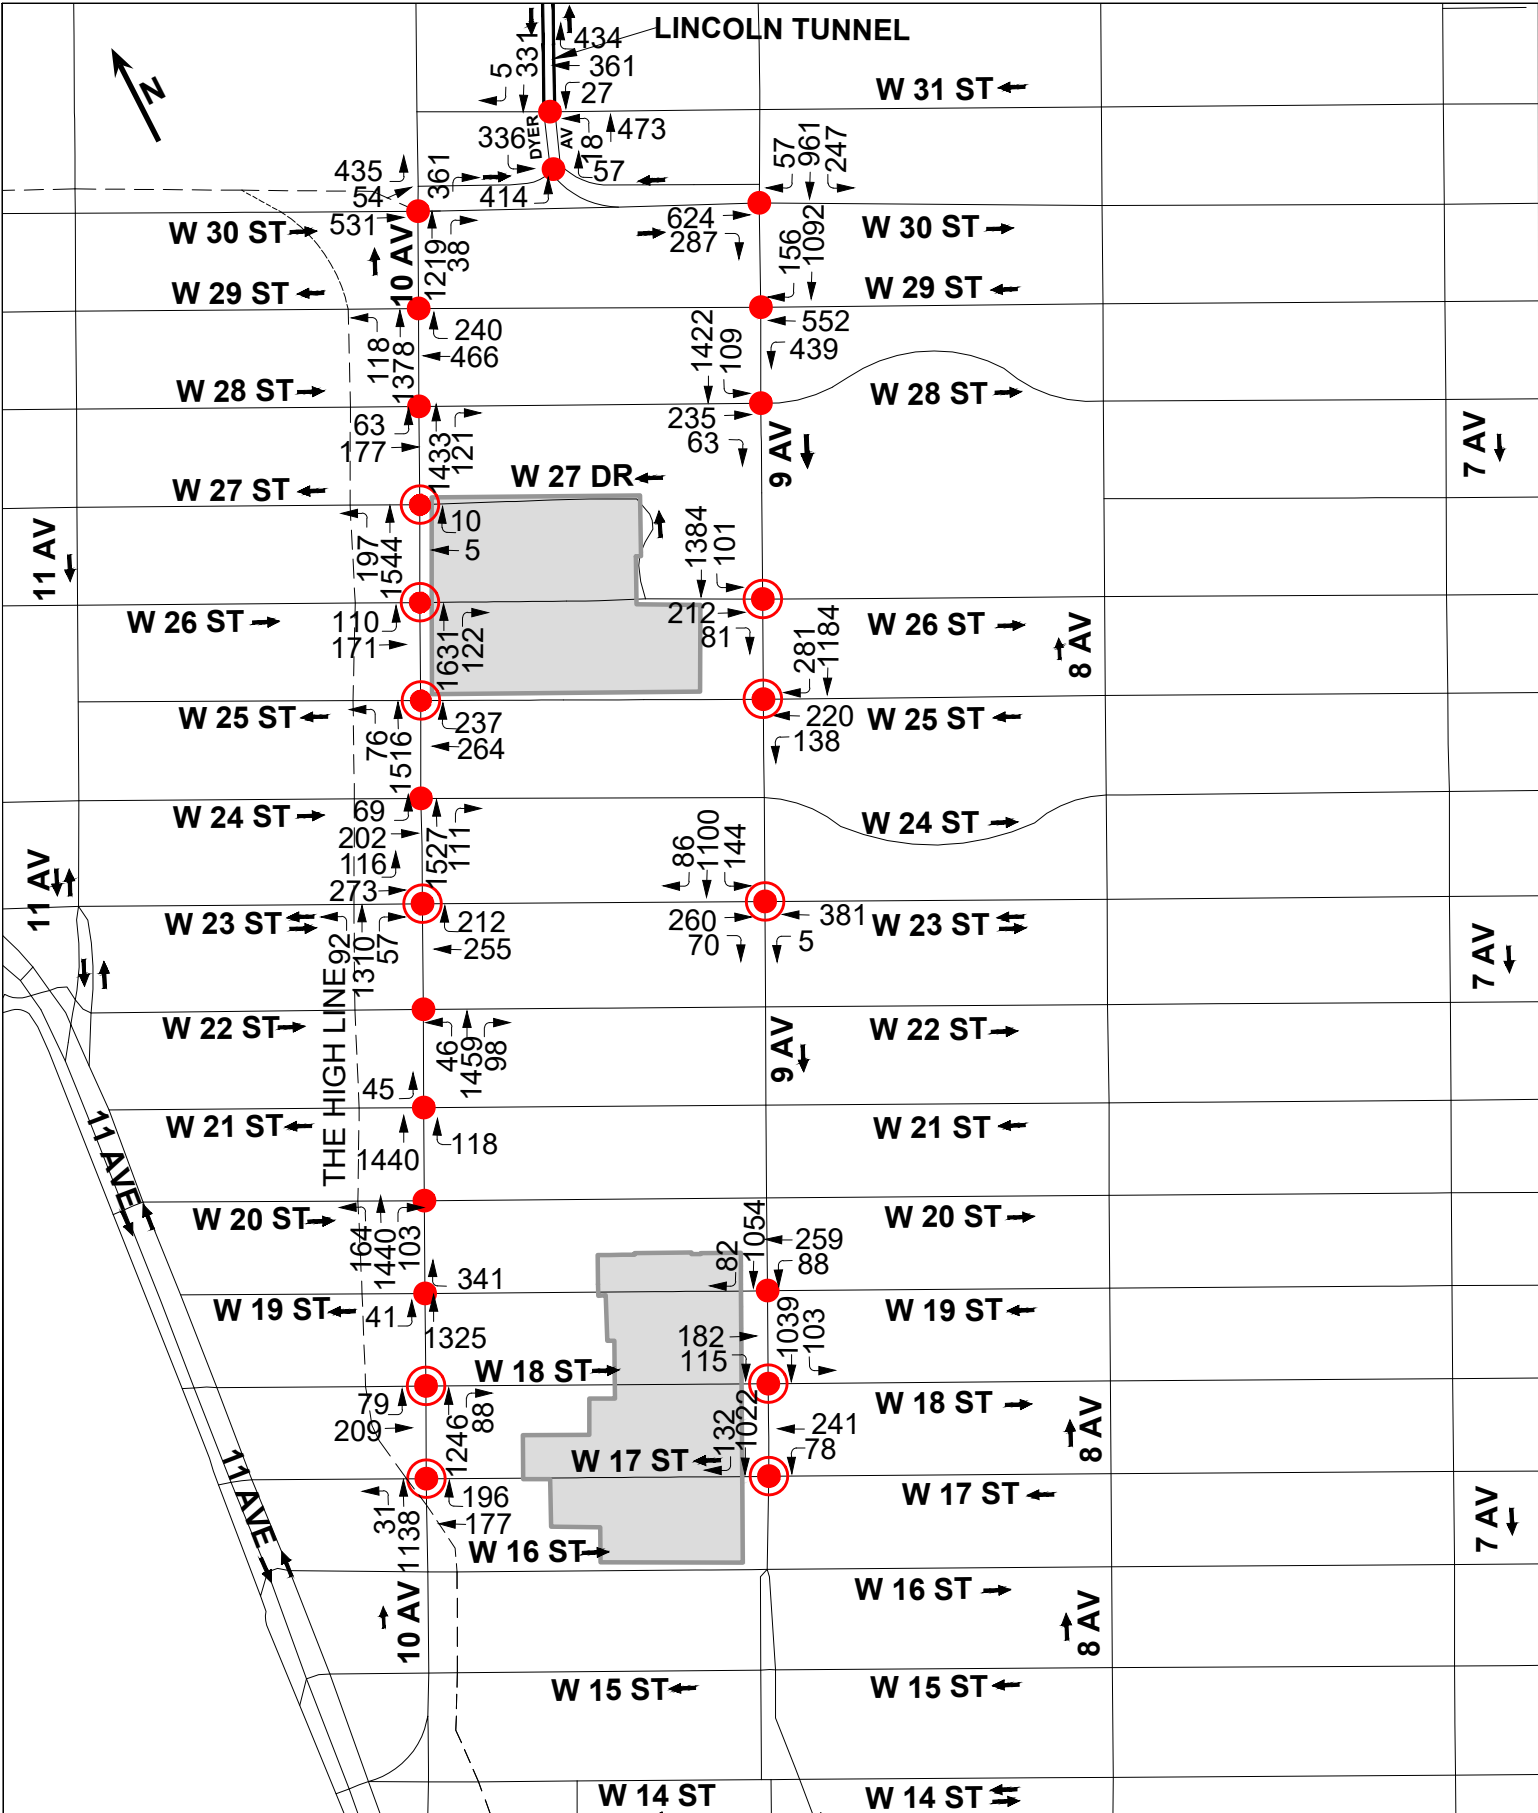 LINCOLN TUNNEL
434
331
5
361
27
W 31 ST
DYER
AV
18
473
336
57
57
961
247
435
361
54
414
531
624
287
W 30 ST
W 30 ST
10 AV
1219
38
156
1092
W 29 ST
W 29 ST
240
466
118
1378
552
439
1422
109
W 28 ST
W 28 ST
63
177
1433
121
235
63
9 AV
7 AV
W 27 ST
W 27 DR
10
5
197
1544
1384
101
11 AV
W 26 ST
W 26 ST
110
171
1631
122
212
81
281
1184
8 AV
W 25 ST
W 25 ST
237
264
76
1516
220
138
W 24 ST
W 24 ST
69
202
116
273
1527
111
86
1100
144
11 AV
W 23 ST
W 23 ST
92
1310
57
212
255
260
70
381
5
7 AV
THE HIGH LINE
W 22 ST
W 22 ST
46
1459
98
9 AV
45
W 21 ST
W 21 ST
1440
118
11 AVE
W 20 ST
W 20 ST
164
1440
103
82
1054
259
88
341
W 19 ST
W 19 ST
41
1325
182
115
1039
103
W 18 ST
W 18 ST
79
209
1246
88
132
1022
241
78
8 AV
W 17 ST
W 17 ST
11 AVE
31
1138
196
177
7 AV
W 16 ST
W 16 ST
10 AV
8 AV
W 15 ST
W 15 ST
W 14 ST
W 14 ST
N